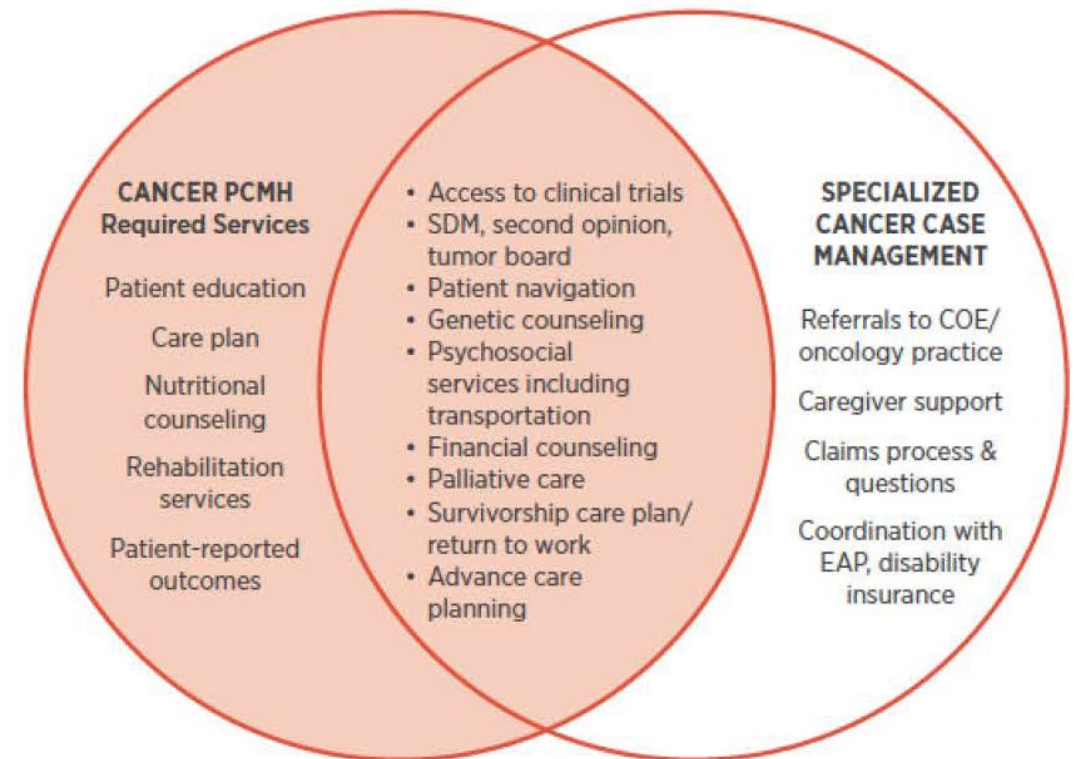 CANCER PCMH
Required Services
Patient education
Care plan
Nutritional
counseling
Rehabilitation
services
Patient-reported
outcomes
• Access to clinical trials
• SDM, second opinion,
tumor board
• Patient navigation
• Genetic counseling
• Psychosocial
services including
transportation
• Financial counseling
• Palliative care
• Survivorship care plan/
return to work
• Advance care
planning
SPECIALIZED
CANCER CASE
MANAGEMENT
Referrals to COE/
oncology practice
Caregiver support
Claims process &
questions
Coordination with
EAP, disability
insurance